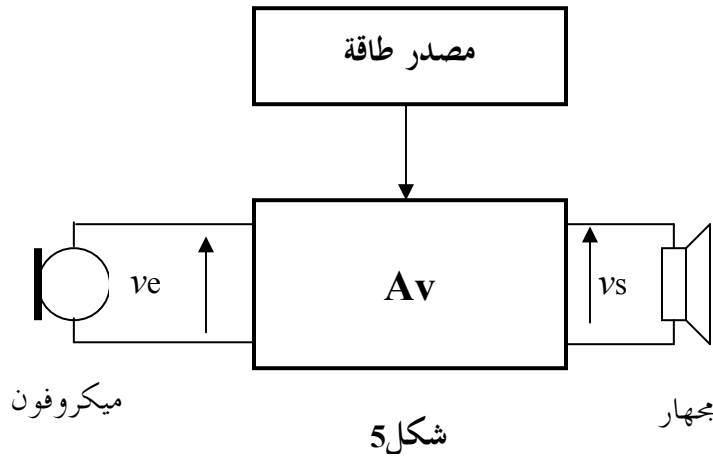 مصدر طاقة
Av
ve
vs
ميكروفون
مجهار
شكل5